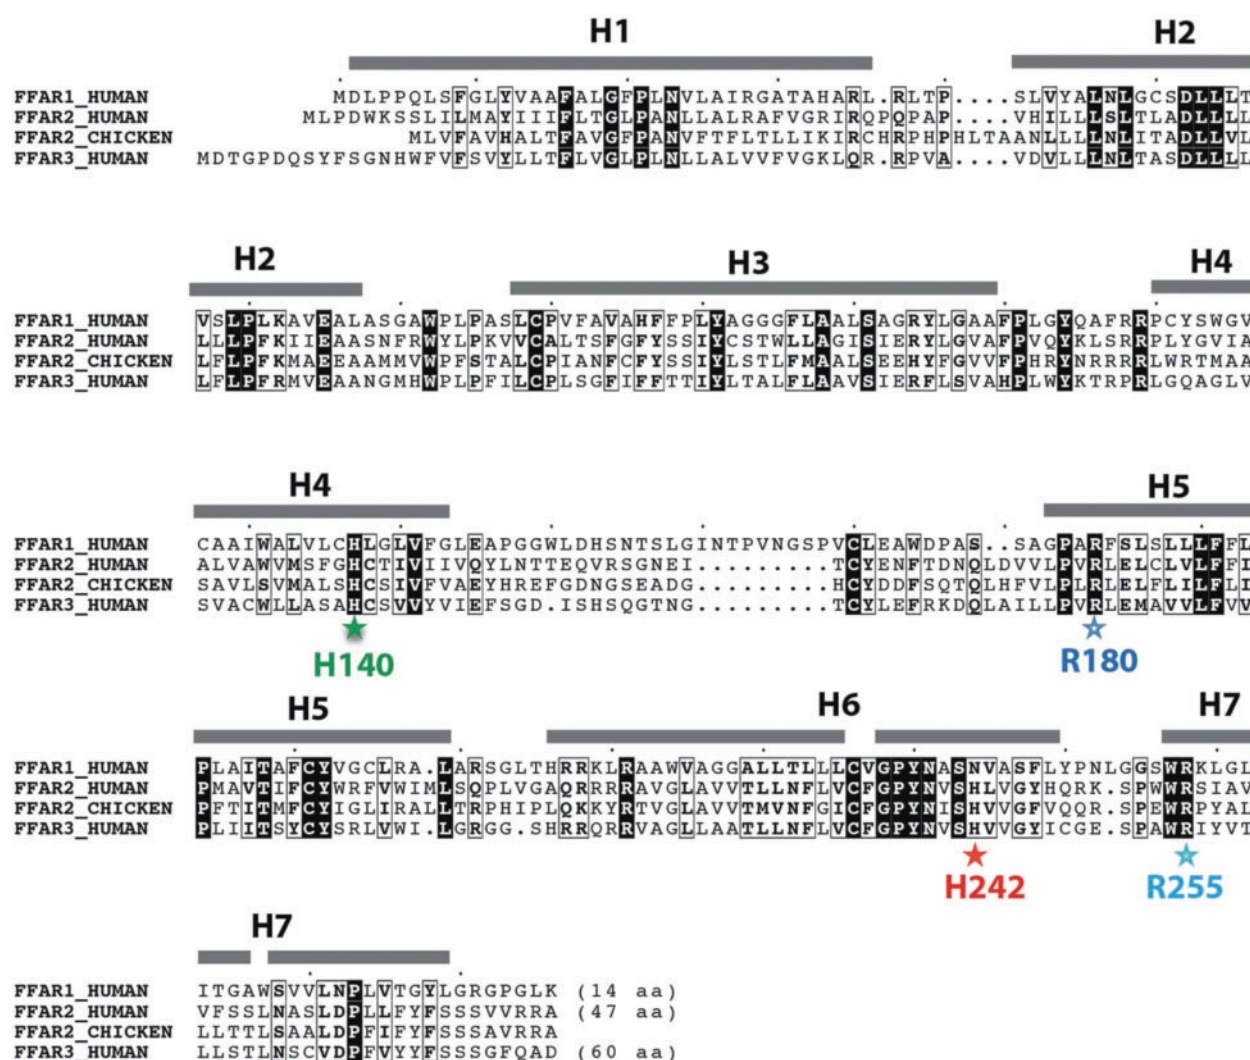 H1 H2
FFAR1_HUMAN MDLPPQLSFGLYVAAFALGFPLNVLAIRGATAHARL.RLTP....SLVYALNLGCSDLLLT
FFAR2_HUMAN MLPDWKSSLILMAYIIIFLTGLPANLLALRAFVGRIRQPQPAP....VHILLLSLTLADLLLL
FFAR2_CHICKEN MLVFAVHALTFAVGFPANVFTFLTLLIKIRCHRPHPHLTAANLLLLNLITADLLVL
FFAR3_HUMAN MDTGPDQSYFSGNHWFVFSVYLLTFLVGLPLNLLALVVFVGKLQR.RPVA....VDVLLLNLTASDLLLL
H2 H3 H4
FFAR1_HUMAN VSLPLKAVEALASGAWPLPASLCPVFAVAHFFPLYAGGGFLAALSAGRYLGAAFPLGYQAFRRPCYSWGV
FFAR2_HUMAN LLLPFKIIEAASNFRWYLPKVVCALTSFGFYSSIYCSTWLLAGISIERYLGVAFPVQYKLSRRPLYGVIA
FFAR2_CHICKEN LFLPFKMAEEAAMMVWPFSTALCPIANFCFYSSIYLSTLFMAALSEEHYFGVVFPHRYNRRRRLWRTMAA
FFAR3_HUMAN LFLPFRMVEAANGMHWPLPFILCPLSGFIFFTTIYLTALFLAAVSIERFLSVAHPLWYKTRPRLGQAGLV
H4 H5
FFAR1_HUMAN CAAIWALVLCHLGLVFGLEAPGGWLDHSNTSLGINTPVNGSPVCLEAWDPAS..SAGPARFSLSLLLFFL
FFAR2_HUMAN ALVAWVMSFGHCTIVIIVQYLNTTEQVRSGNEI.........TCYENFTDNQLDVVLPVRLELCLVLFFI
FFAR2_CHICKEN SAVLSVMALSHCSIVFVAEYHREFGDNGSEADG.........HCYDDFSQTQLHFVLPLRLELFLILFLI
FFAR3_HUMAN SVACWLLASAHCSVVYVIEFSGD.ISHSQGTNG.........TCYLEFRKDQLAILLPVRLEMAVVLFVV
H140 R180
H5 H6 H7
FFAR1_HUMAN PLAITAFCYVGCLRA.LARSGLTHRRKLRAAWVAGGALLTLLLCVGPYNASNVASFLYPNLGGSWRKLGL
FFAR2_HUMAN PMAVTIFCYWRFVWIMLSQPLVGAQRRRRAVGLAVVTLLNFLVCFGPYNVSHLVGYHQRK.SPWWRSIAV
FFAR2_CHICKEN PFTITMFCYIGLIRALLTRPHIPLQKKYRTVGLAVVTMVNFGICFGPYNISHVVGFVQQR.SPEWRPYAL
FFAR3_HUMAN PLIITSYCYSRLVWI.LGRGG.SHRRQRRVAGLLAATLLNFLVCFGPYNVSHVVGYICGE.SPAWRIYVT
H242 R255
H7
FFAR1_HUMAN ITGAWSVVLNPLVTGYLGRGPGLK (14 aa)
FFAR2_HUMAN VFSSLNASLDPLLFYFSSSVVRRA (47 aa)
FFAR2_CHICKEN LLTTLSAALDPFIFYFSSSAVRRA
FFAR3_HUMAN LLSTLNSCVDPFVYYFSSSGFQAD (60 aa)